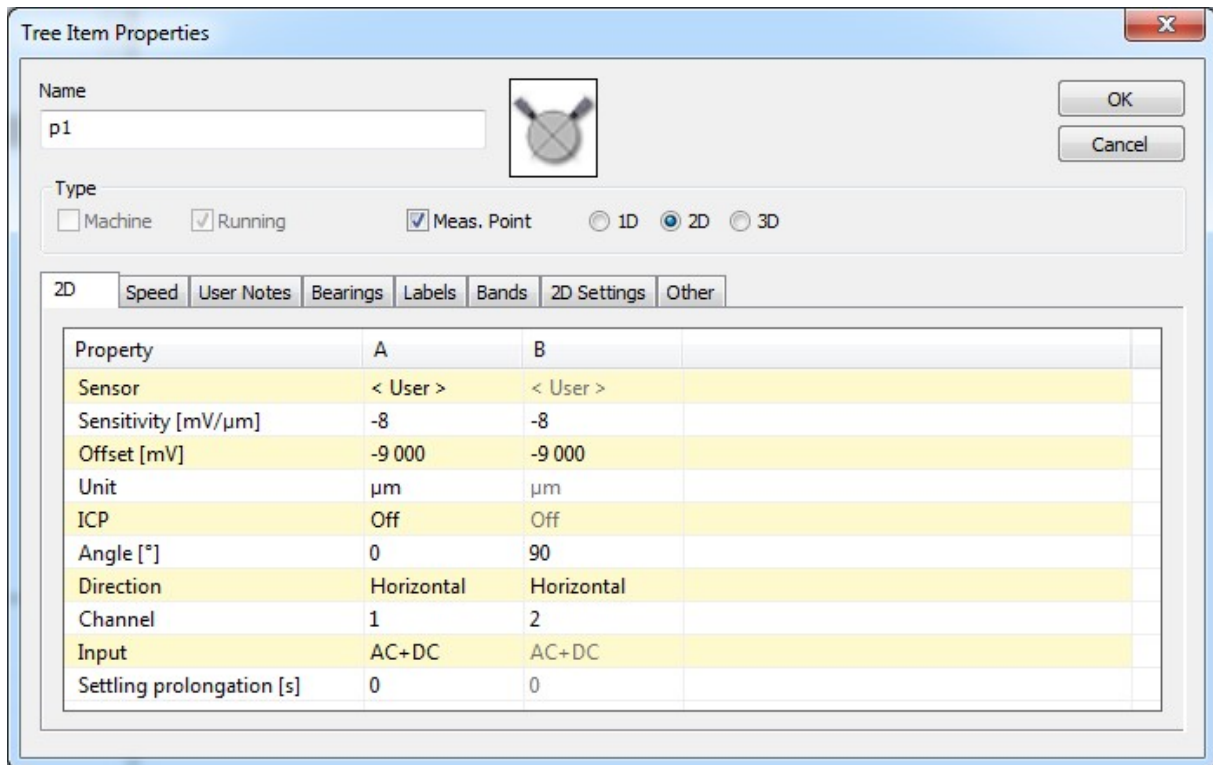 Tree Item Properties
Name
p1
OK
Cancel
Type
Machine Running Meas. Point 1D 2D 3D
2D Speed User Notes Bearings Labels Bands 2D Settings Other
Property A B
Sensor < User > < User >
Sensitivity [mV/µm] -8 -8
Offset [mV] -9 000 -9 000
Unit µm µm
ICP Off Off
Angle [°] 0 90
Direction Horizontal Horizontal
Channel 1 2
Input AC+DC AC+DC
Settling prolongation [s] 0 0